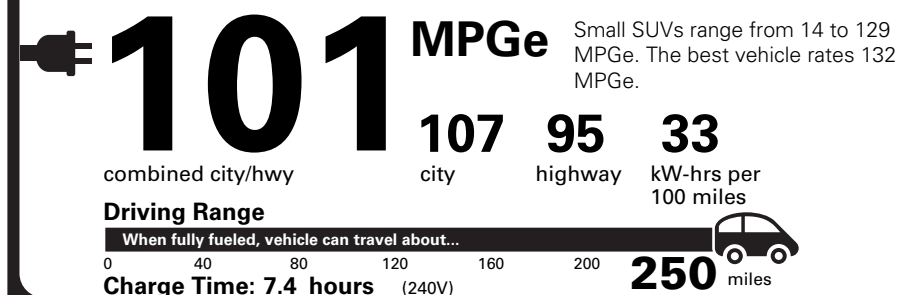 101 MPGe
Small SUVs range from 14 to 129
MPGe. The best vehicle rates 132
MPGe.
107 95 33
combined city/hwy city highway kW-hrs per
100 miles
Driving Range
When fully fueled, vehicle can travel about...
0 40 80 120 160 200 250 miles
Charge Time: 7.4 hours (240V)